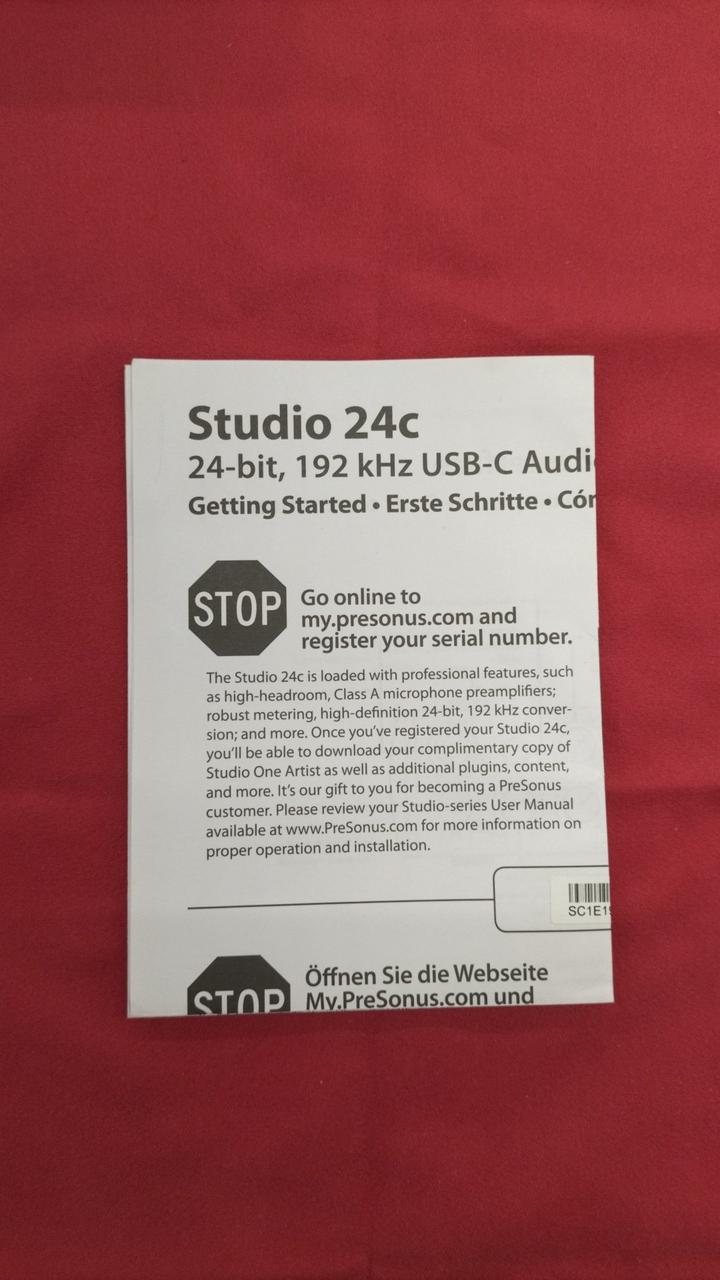 Studio 24c
24-bit, 192 kHz USB-C Audi
Getting Started • Erste Schritte • Cór
STOP
Go online to
my.presonus.com and
register your serial number.
The Studio 24c is loaded with professional features, such
as high-headroom, Class A microphone preamplifiers;
robust metering, high-definition 24-bit, 192 kHz conver-
sion; and more. Once you've registered your Studio 24c,
you'll be able to download your complimentary copy of
Studio One Artist as well as additional plugins, content,
and more. It's our gift to you for becoming a PreSonus
customer. Please review your Studio-series User Manual
available at www.PreSonus.com for more information on
proper operation and installation.
SC1E19
STOP
Öffnen Sie die Webseite
My.PreSonus.com und